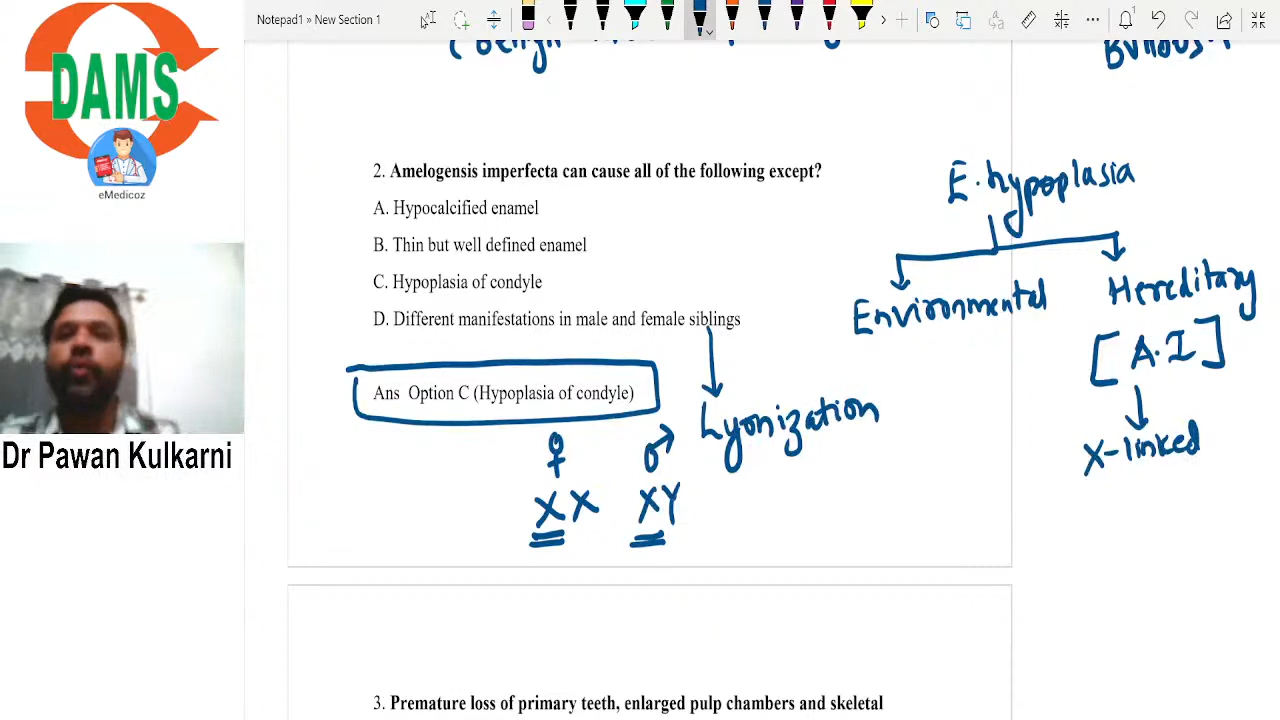 Notepad1 » New Section 1
DAMS
eMedicoz
Dr Pawan Kulkarni
2. Amelogensis imperfecta can cause all of the following except?
A. Hypocalcified enamel
B. Thin but well defined enamel
C. Hypoplasia of condyle
D. Different manifestations in male and female siblings
Ans Option C (Hypoplasia of condyle)
Lyonization
♀ ♂
XX XY
E. hypoplasia
Environmental
Hereditary
[A.I]
X-linked
3. Premature loss of primary teeth, enlarged pulp chambers and skeletal